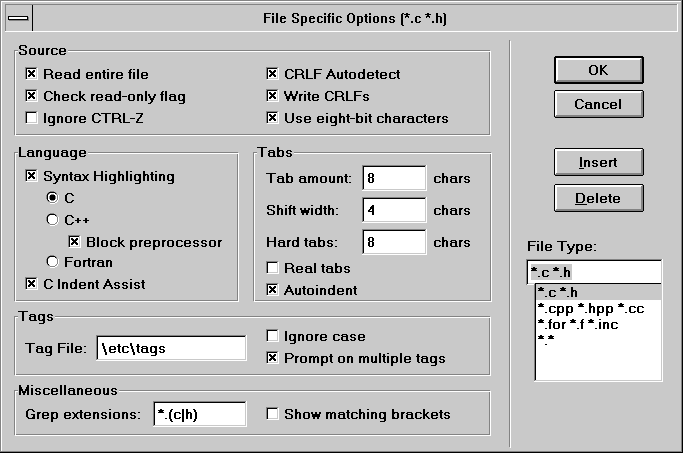 File Specific Options (*.c *.h)
Source
Read entire file
CRLF Autodetect
Check read-only flag
Write CRLFs
Ignore CTRL-Z
Use eight-bit characters
Language
Syntax Highlighting
C
C++
Block preprocessor
Fortran
C Indent Assist
Tabs
Tab amount: 8 chars
Shift width: 4 chars
Hard tabs: 8 chars
Real tabs
Autoindent
Tags
Tag File: \etc\tags
Ignore case
Prompt on multiple tags
Miscellaneous
Grep extensions: *.(c|h)
Show matching brackets
OK
Cancel
Insert
Delete
File Type:
*.c *.h
*.c *.h
*.cpp *.hpp *.cc
*.for *.f *.inc
*.*